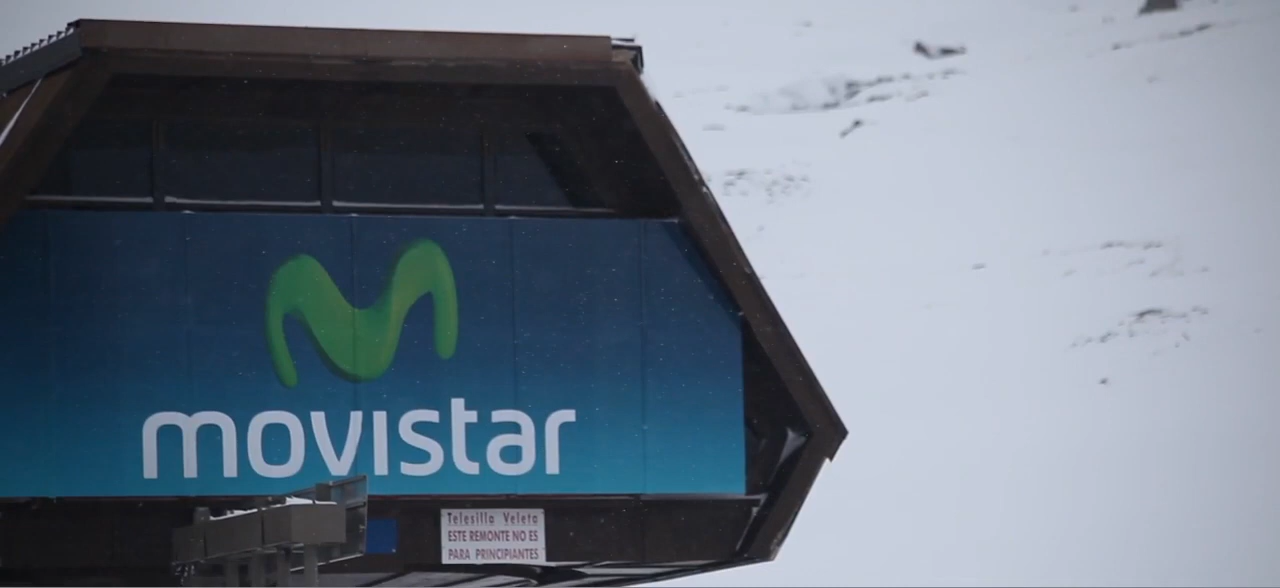 movistar
Telesilla Veleta
ESTE REMONTE NO ES
PARA PRINCIPIANTES